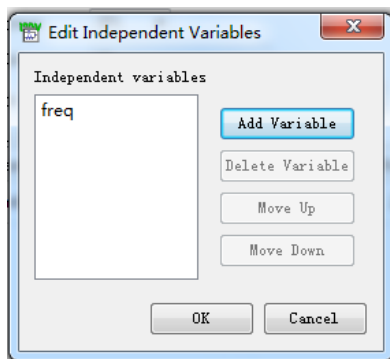 Edit Independent Variables
Independent variables
freq
Add Variable
Delete Variable
Move Up
Move Down
OK
Cancel